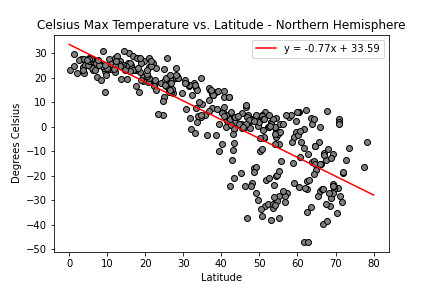 Celsius Max Temperature vs. Latitude - Northern Hemisphere
y = -0.77x + 33.59
Degrees Celsius
30
20
10
0
−10
−20
−30
−40
−50
0 10 20 30 40 50 60 70 80
Latitude